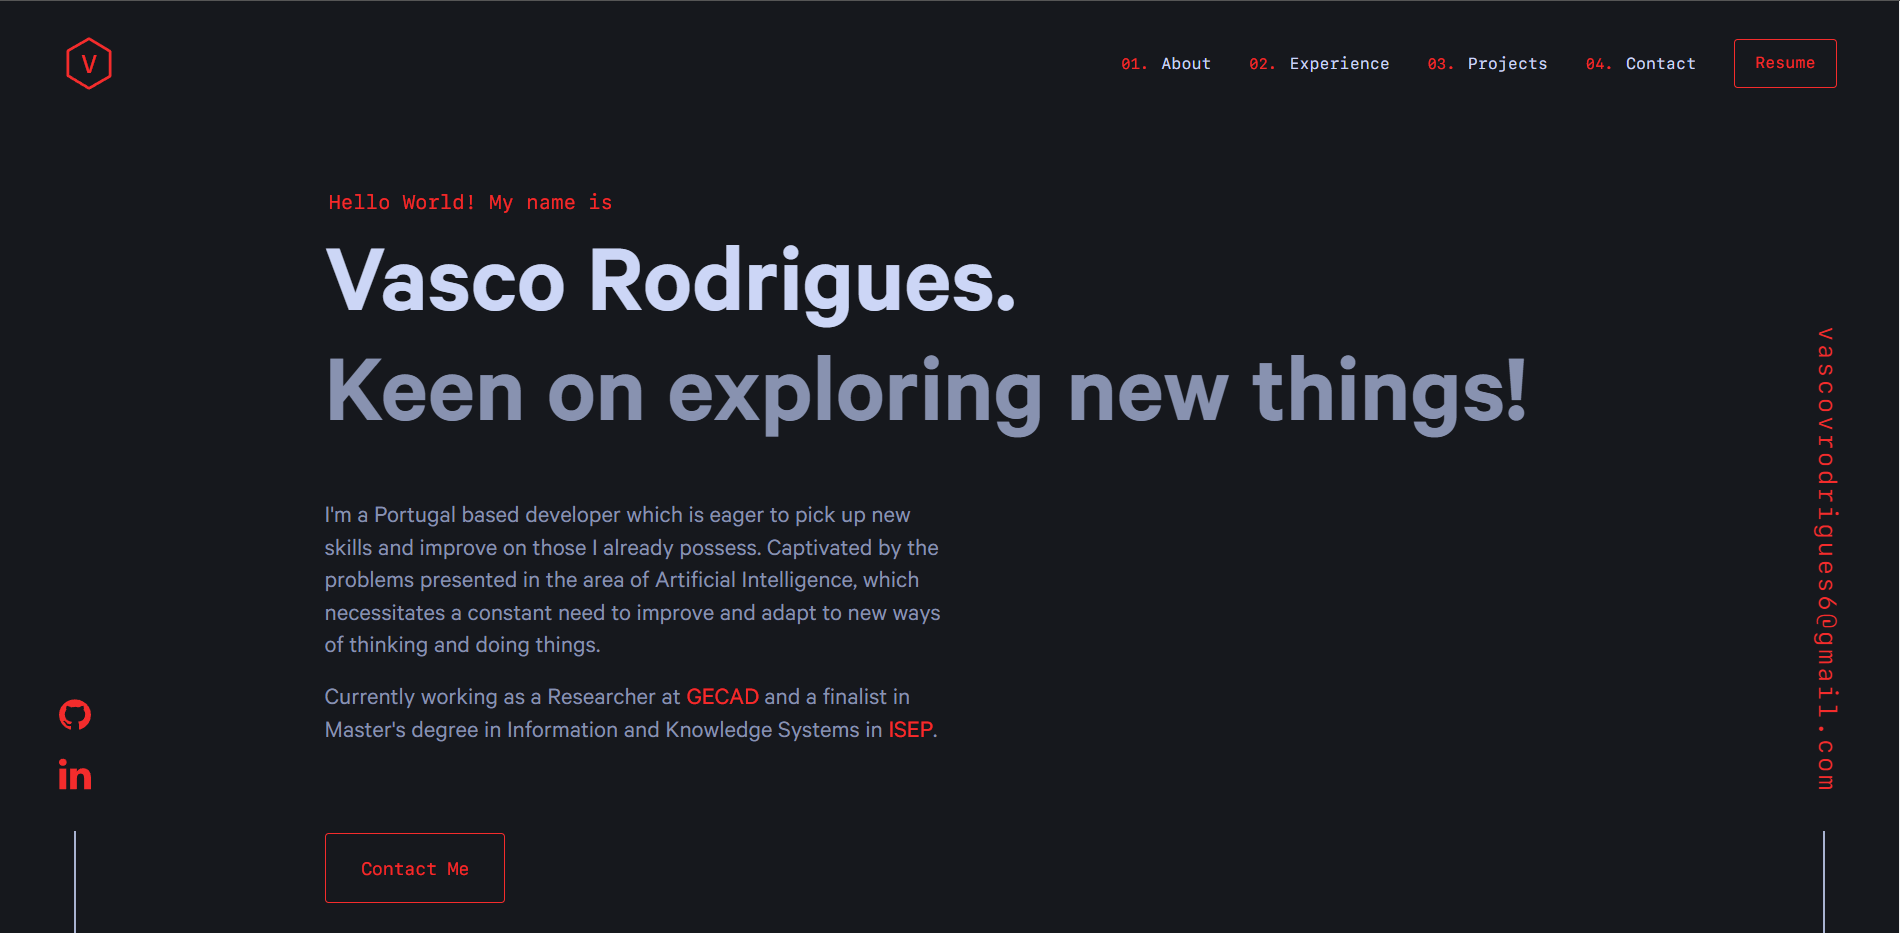 V
01. About 02. Experience 03. Projects 04. Contact Resume
Hello World! My name is
Vasco Rodrigues.
Keen on exploring new things!
I'm a Portugal based developer which is eager to pick up new
skills and improve on those I already possess. Captivated by the
problems presented in the area of Artificial Intelligence, which
necessitates a constant need to improve and adapt to new ways
of thinking and doing things.
Currently working as a Researcher at GECAD and a finalist in
Master's degree in Information and Knowledge Systems in ISEP.
Contact Me
in
vascovrodrigues6@gmail.com